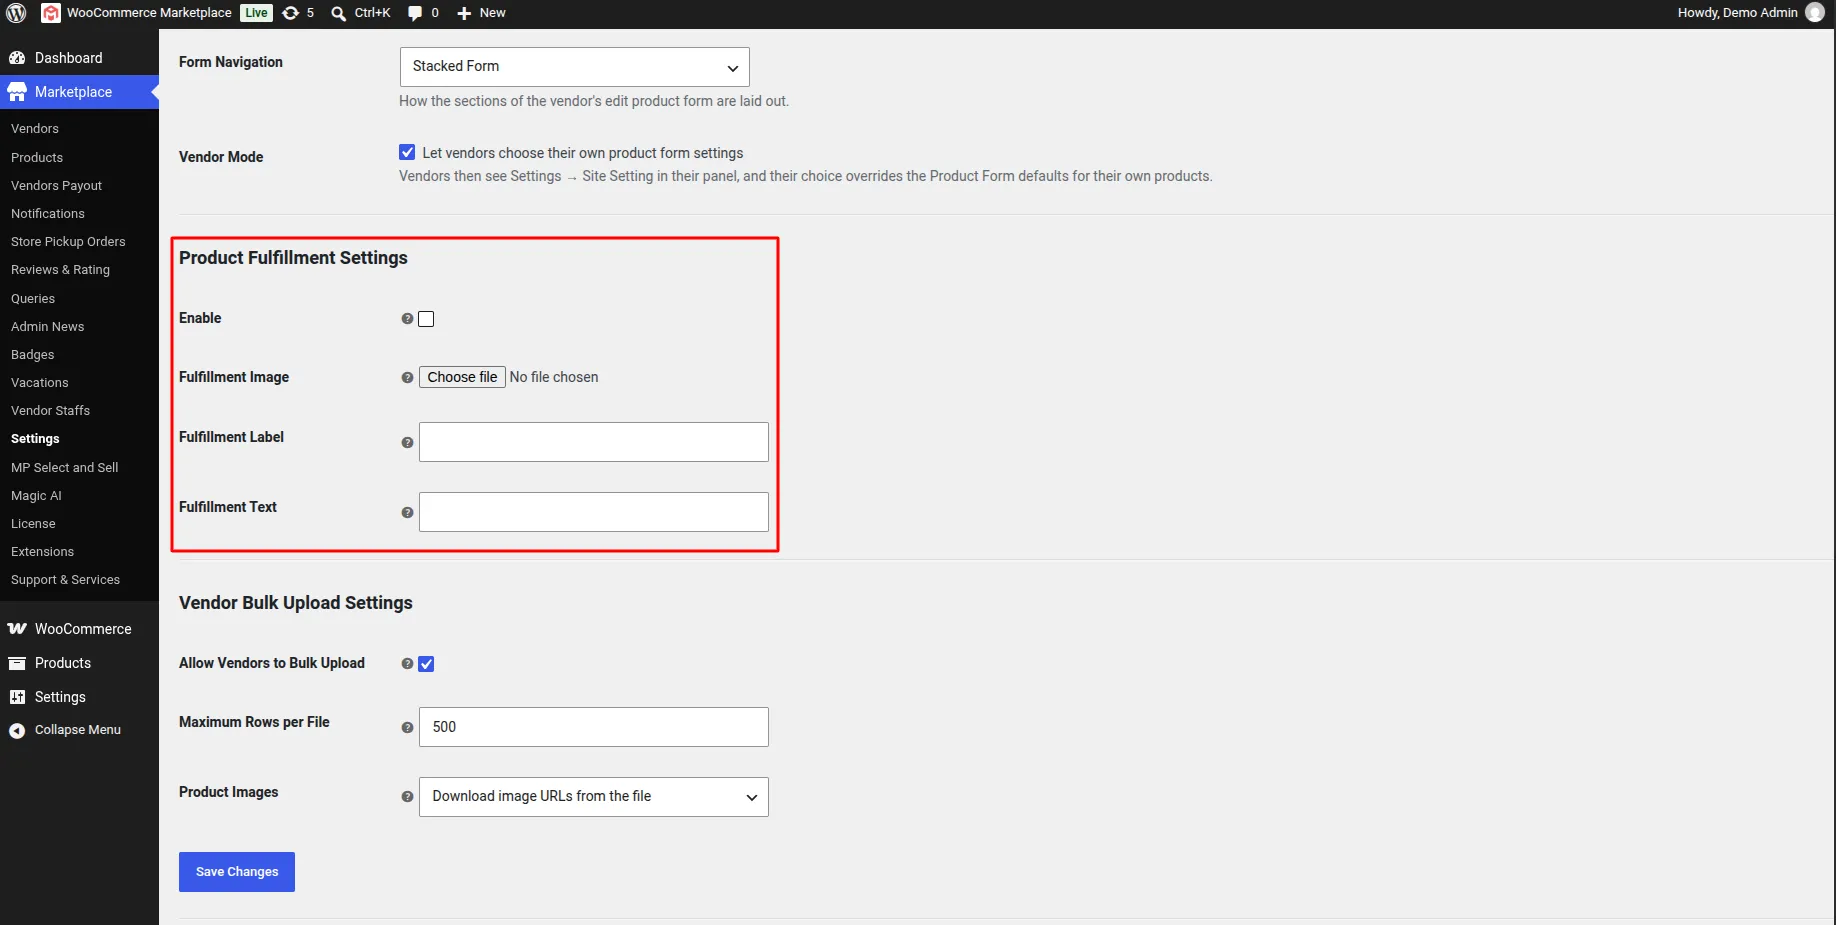 WooCommerce Marketplace Live 5 Ctrl+K 0 New Howdy, Demo Admin
Dashboard
Marketplace
Vendors
Products
Vendors Payout
Notifications
Store Pickup Orders
Reviews & Rating
Queries
Admin News
Badges
Vacations
Vendor Staffs
Settings
MP Select and Sell
Magic AI
License
Extensions
Support & Services
WooCommerce
Products
Settings
Collapse Menu
Form Navigation
Stacked Form
How the sections of the vendor's edit product form are laid out.
Vendor Mode
Let vendors choose their own product form settings
Vendors then see Settings → Site Setting in their panel, and their choice overrides the Product Form defaults for their own products.
Product Fulfillment Settings
Enable ?
Fulfillment Image ? Choose file No file chosen
Fulfillment Label ?
Fulfillment Text ?
Vendor Bulk Upload Settings
Allow Vendors to Bulk Upload ?
Maximum Rows per File ? 500
Product Images ? Download image URLs from the file
Save Changes